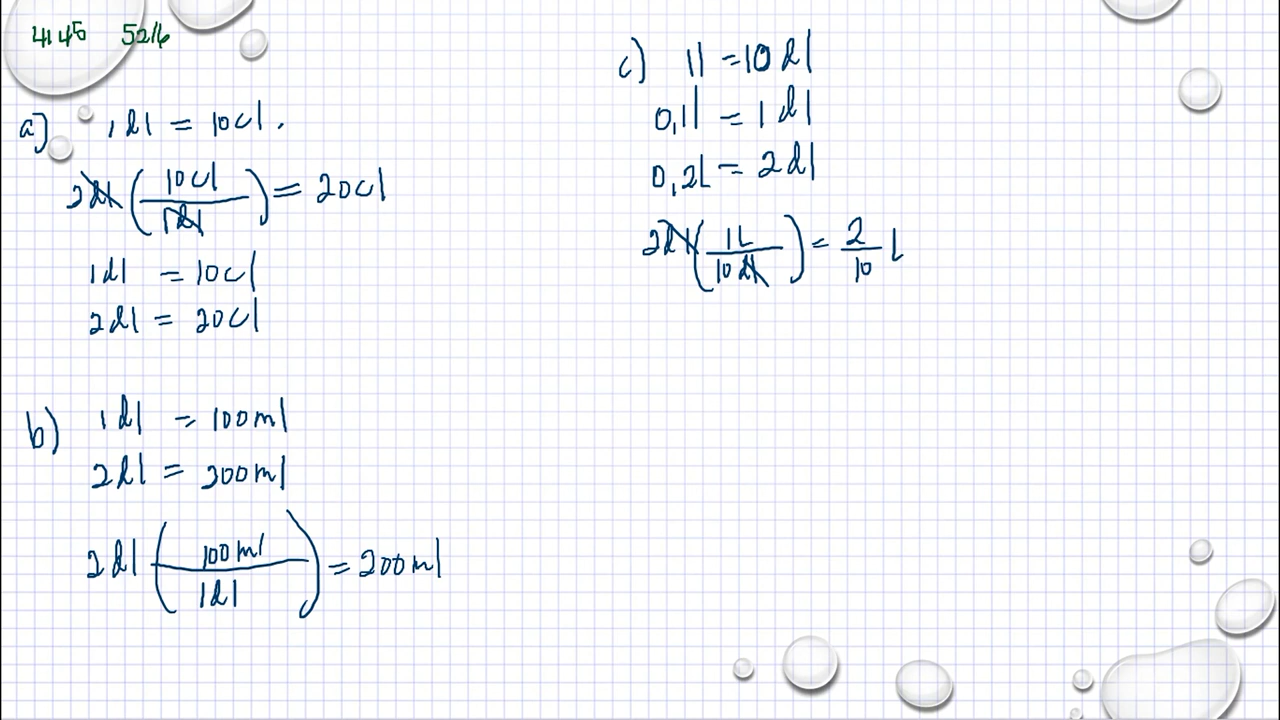 4145 5216
a) 1dl = 10cl.
2dl (10cl / 1dl) = 20cl
1dl = 10cl
2dl = 20cl
b) 1dl = 100ml
2dl = 200ml
2dl (100ml / 1dl) = 200ml
c) 1l = 10dl
0,1l = 1dl
0,2L = 2dl
2dl (1L / 10dl) = 2/10 L